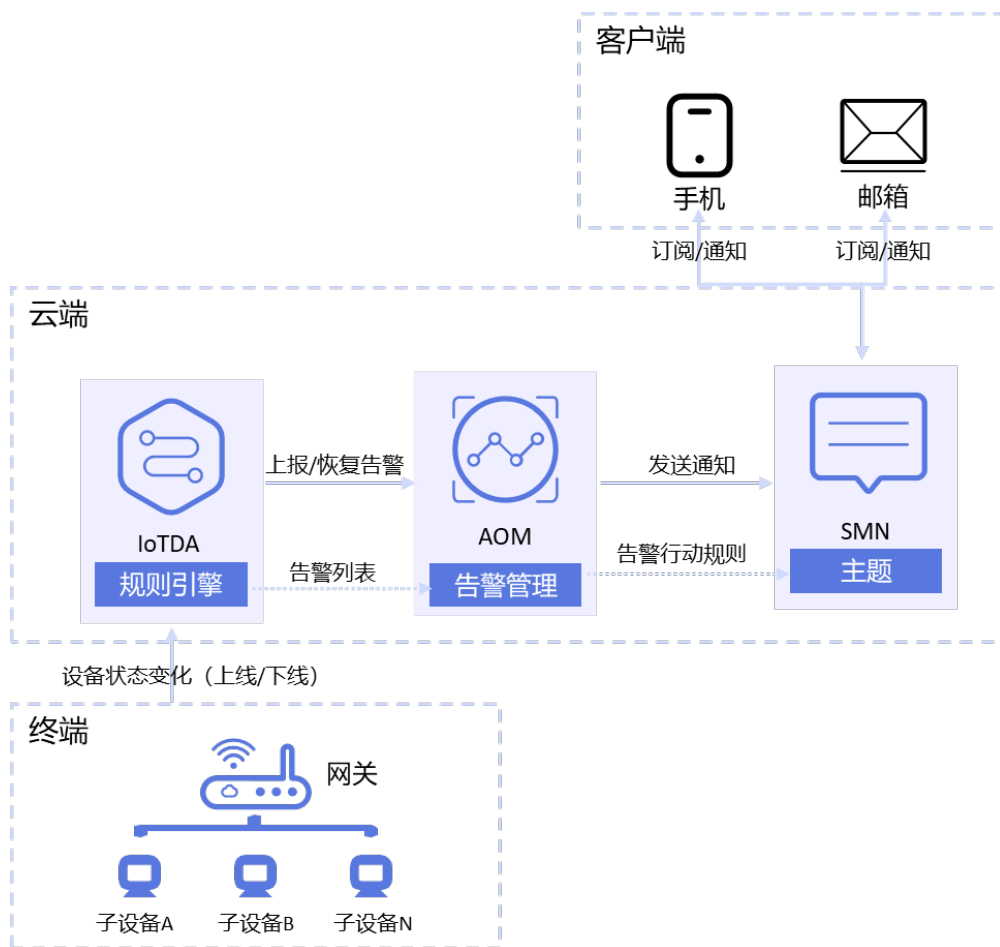 客户端
手机
邮箱
订阅/通知
订阅/通知
云端
上报/恢复告警
发送通知
IoTDA
AOM
SMN
规则引擎
告警列表
告警管理
告警行动规则
主题
设备状态变化（上线/下线）
终端
网关
子设备A
子设备B
子设备N